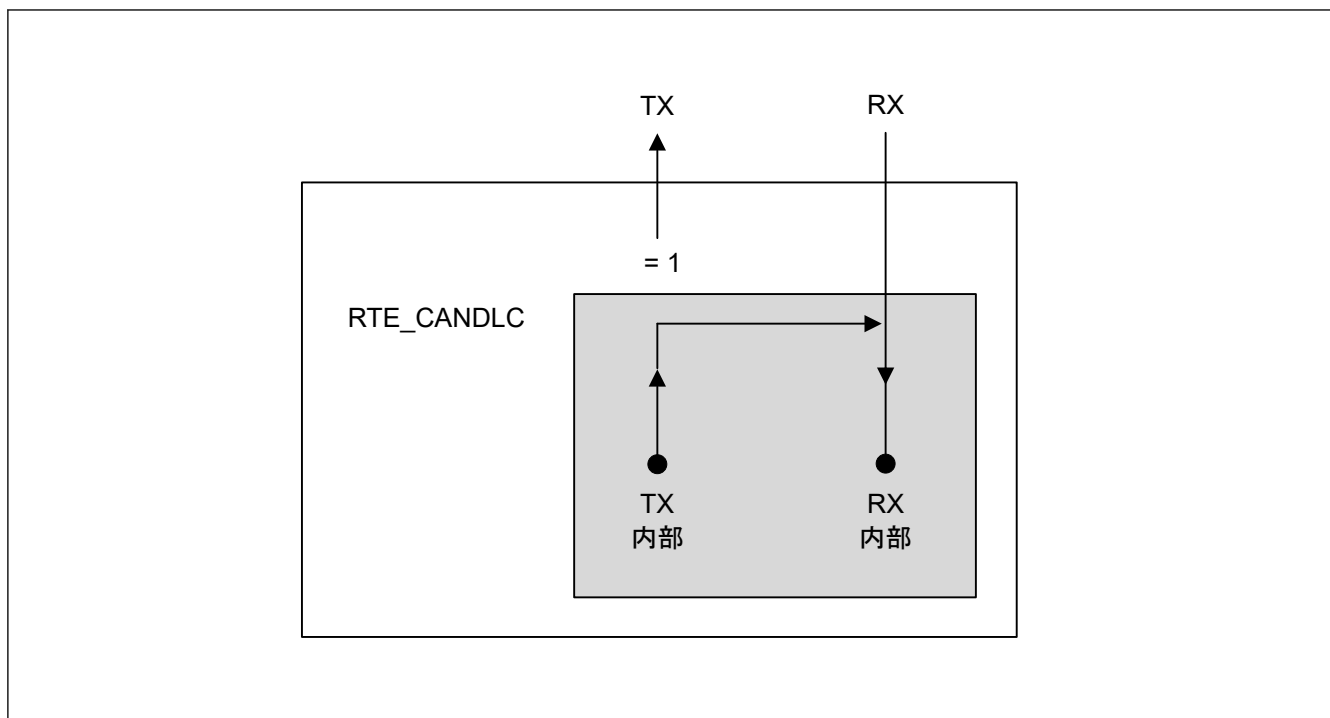 TX
RX
= 1
RTE_CANDLC
TX
内部
RX
内部